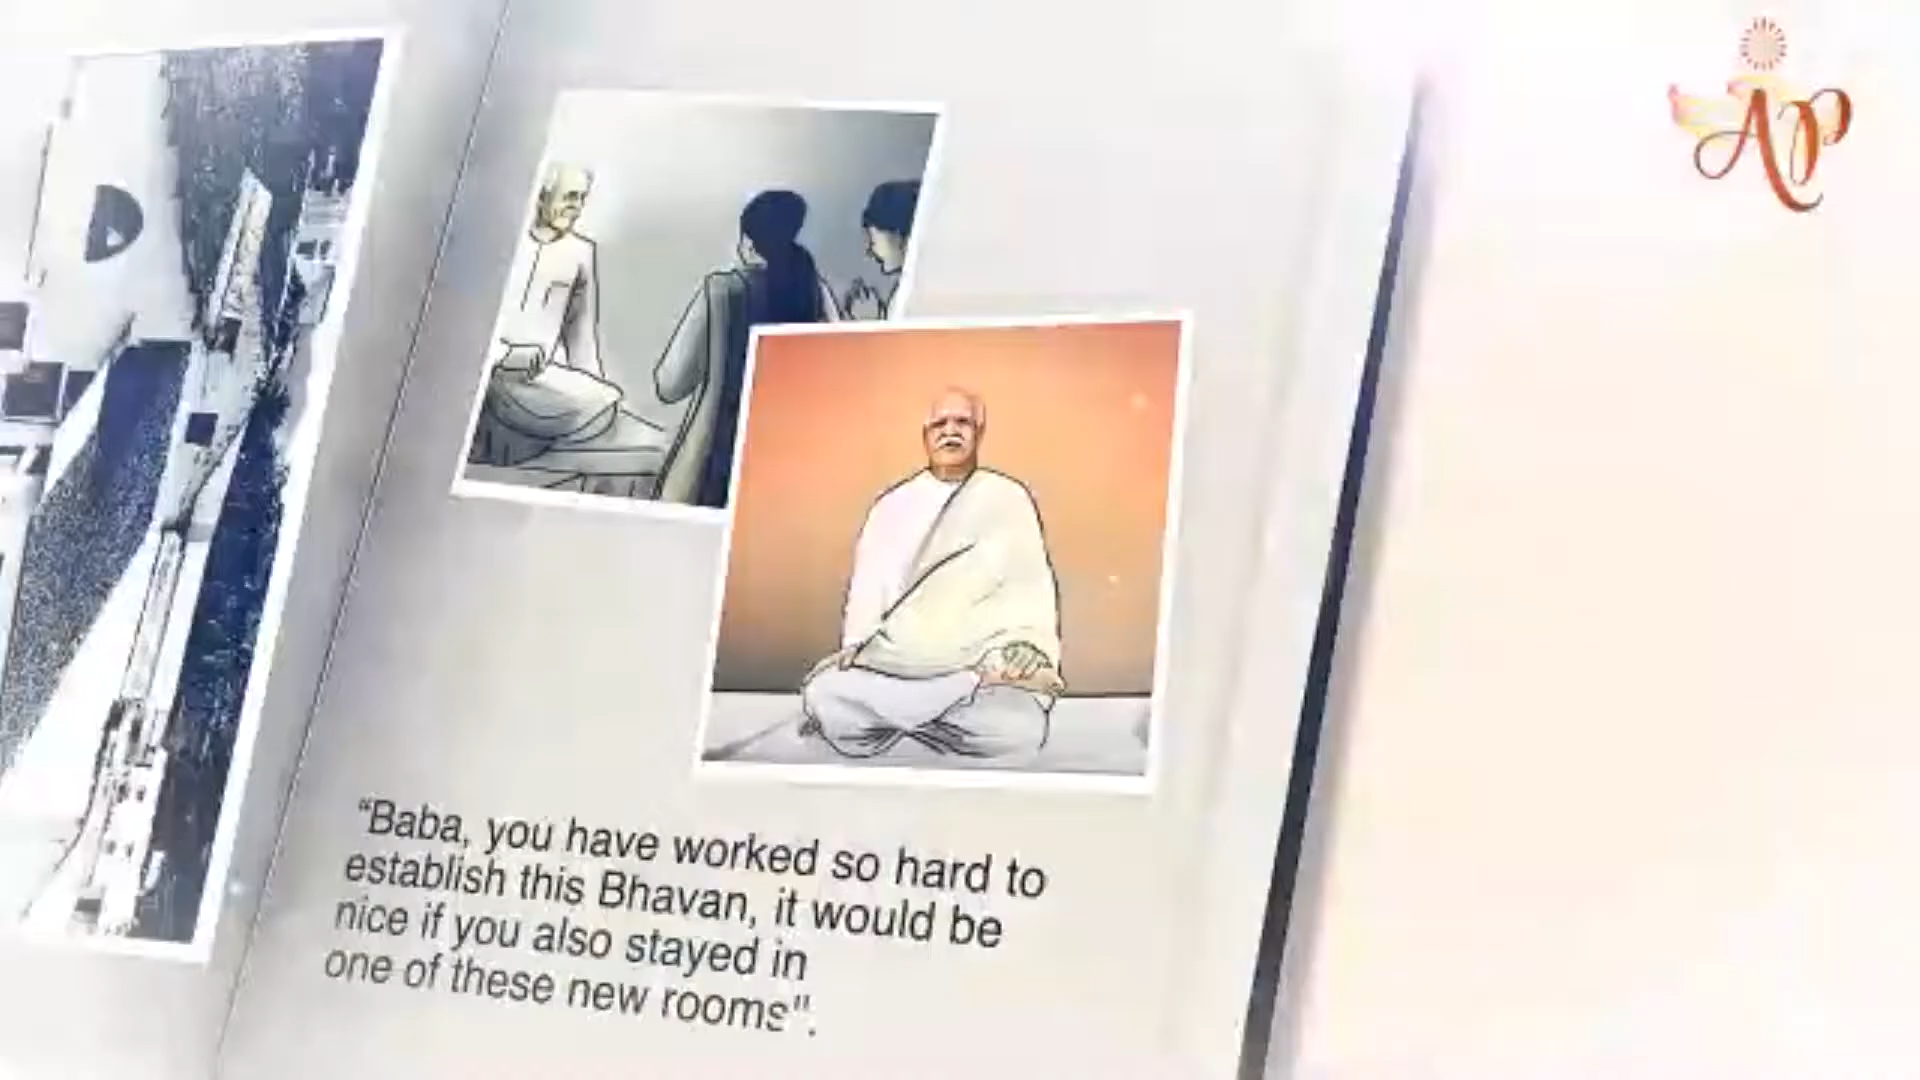 AP
“Baba, you have worked so hard to
establish this Bhavan, it would be
nice if you also stayed in
one of these new rooms".